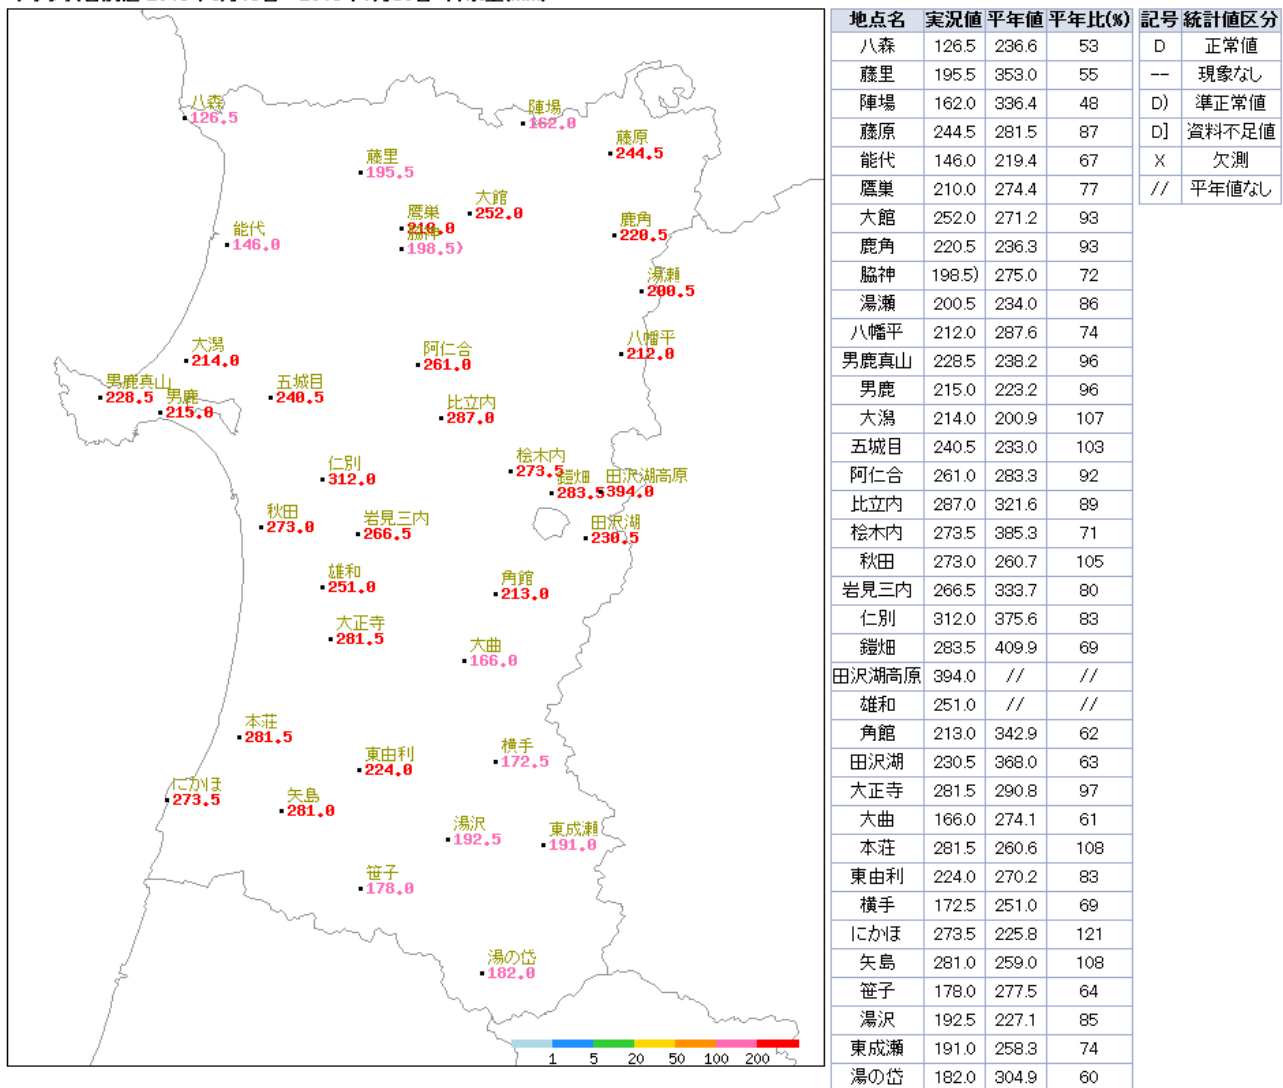 八森
126.5
陣場
162.0
藤原
244.5
藤里
195.5
大館
252.0
鷹巣
210.0
鹿角
220.5
能代
146.0
脇神
198.5)
湯瀬
200.5
八幡平
212.0
大潟
214.0
阿仁合
261.0
男鹿真山
228.5
男鹿
215.0
五城目
240.5
比立内
287.0
仁別
312.0
桧木内
273.5
鎧畑
283.5
田沢湖高原
394.0
秋田
273.0
岩見三内
266.5
田沢湖
230.5
雄和
251.0
角館
213.0
大正寺
281.5
大曲
166.0
本荘
281.5
東由利
224.0
横手
172.5
にかほ
273.5
矢島
281.0
湯沢
192.5
東成瀬
191.0
笹子
178.0
湯の岱
182.0
1 5 20 50 100 200
地点名 実況値 平年値 平年比(%)
八森 126.5 236.6 53
藤里 195.5 353.0 55
陣場 162.0 336.4 48
藤原 244.5 281.5 87
能代 146.0 219.4 67
鷹巣 210.0 274.4 77
大館 252.0 271.2 93
鹿角 220.5 236.3 93
脇神 198.5) 275.0 72
湯瀬 200.5 234.0 86
八幡平 212.0 287.6 74
男鹿真山 228.5 238.2 96
男鹿 215.0 223.2 96
大潟 214.0 200.9 107
五城目 240.5 233.0 103
阿仁合 261.0 283.3 92
比立内 287.0 321.6 89
桧木内 273.5 385.3 71
秋田 273.0 260.7 105
岩見三内 266.5 333.7 80
仁別 312.0 375.6 83
鎧畑 283.5 409.9 69
田沢湖高原 394.0 // //
雄和 251.0 // //
角館 213.0 342.9 62
田沢湖 230.5 368.0 63
大正寺 281.5 290.8 97
大曲 166.0 274.1 61
本荘 281.5 260.6 108
東由利 224.0 270.2 83
横手 172.5 251.0 69
にかほ 273.5 225.8 121
矢島 281.0 259.0 108
笹子 178.0 277.5 64
湯沢 192.5 227.1 85
東成瀬 191.0 258.3 74
湯の岱 182.0 304.9 60
記号 統計値区分
D 正常値
-- 現象なし
D) 準正常値
D] 資料不足値
X 欠測
// 平年値なし